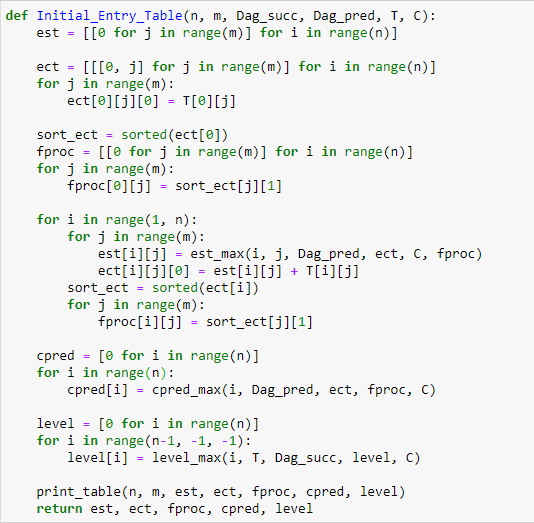 def Initial_Entry_Table(n, m, Dag_succ, Dag_pred, T, C):
    est = [[0 for j in range(m)] for i in range(n)]

    ect = [[[0, j] for j in range(m)] for i in range(n)]
    for j in range(m):
        ect[0][j][0] = T[0][j]

    sort_ect = sorted(ect[0])
    fproc = [[0 for j in range(m)] for i in range(n)]
    for j in range(m):
        fproc[0][j] = sort_ect[j][1]

    for i in range(1, n):
        for j in range(m):
            est[i][j] = est_max(i, j, Dag_pred, ect, C, fproc)
            ect[i][j][0] = est[i][j] + T[i][j]
        sort_ect = sorted(ect[i])
        for j in range(m):
            fproc[i][j] = sort_ect[j][1]

    cpred = [0 for i in range(n)]
    for i in range(n):
        cpred[i] = cpred_max(i, Dag_pred, ect, fproc, C)

    level = [0 for i in range(n)]
    for i in range(n-1, -1, -1):
        level[i] = level_max(i, T, Dag_succ, level, C)

    print_table(n, m, est, ect, fproc, cpred, level)
    return est, ect, fproc, cpred, level